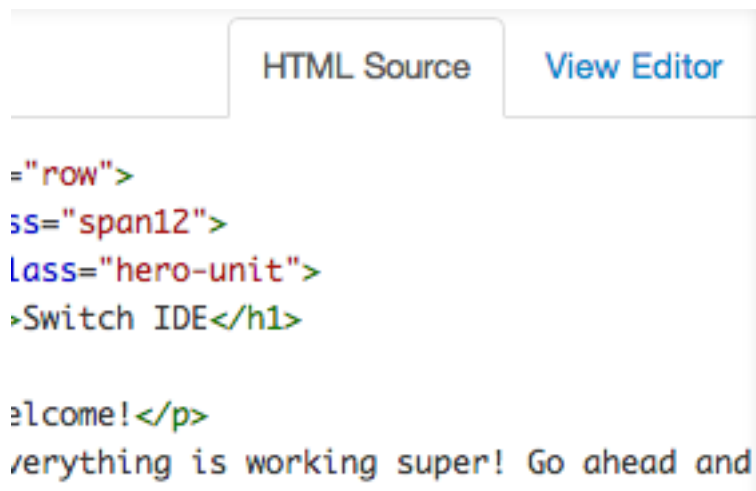 HTML Source View Editor
="row">
ss="span12">
lass="hero-unit">
>Switch IDE</h1>
elcome!</p>
verything is working super! Go ahead and